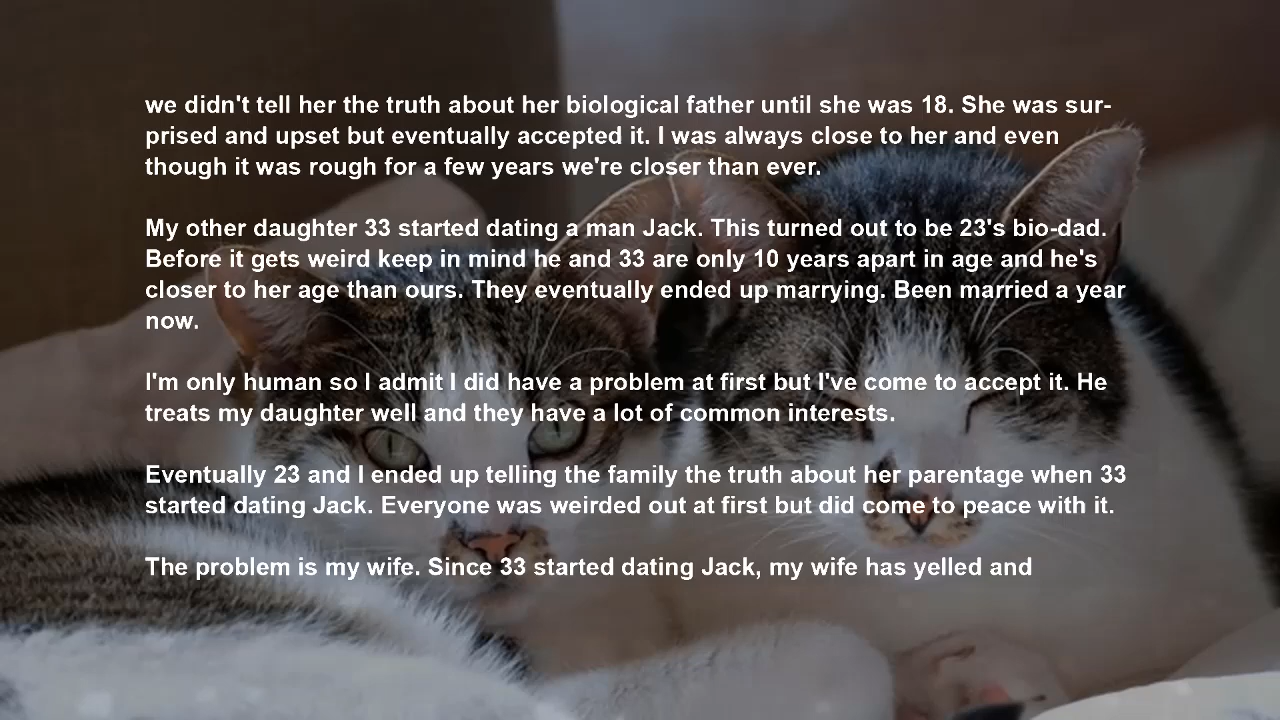 we didn't tell her the truth about her biological father until she was 18. She was sur-
prised and upset but eventually accepted it. I was always close to her and even
though it was rough for a few years we're closer than ever.
My other daughter 33 started dating a man Jack. This turned out to be 23's bio-dad.
Before it gets weird keep in mind he and 33 are only 10 years apart in age and he's
closer to her age than ours. They eventually ended up marrying. Been married a year
now.
I'm only human so I admit I did have a problem at first but I've come to accept it. He
treats my daughter well and they have a lot of common interests.
Eventually 23 and I ended up telling the family the truth about her parentage when 33
started dating Jack. Everyone was weirded out at first but did come to peace with it.
The problem is my wife. Since 33 started dating Jack, my wife has yelled and